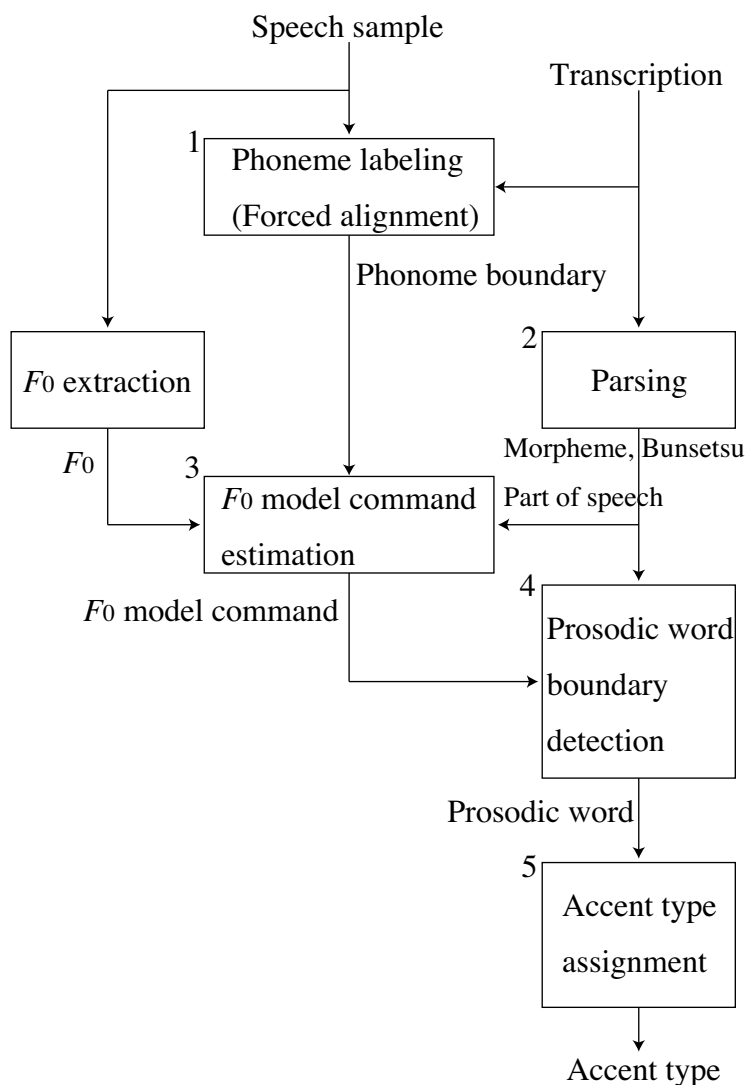 Speech sample
Transcription
1
Phoneme labeling
(Forced alignment)
Phonome boundary
2
F0 extraction
Parsing
Morpheme, Bunsetsu
F0
3
F0 model command
estimation
Part of speech
4
F0 model command
Prosodic word
boundary
detection
Prosodic word
5
Accent type
assignment
Accent type